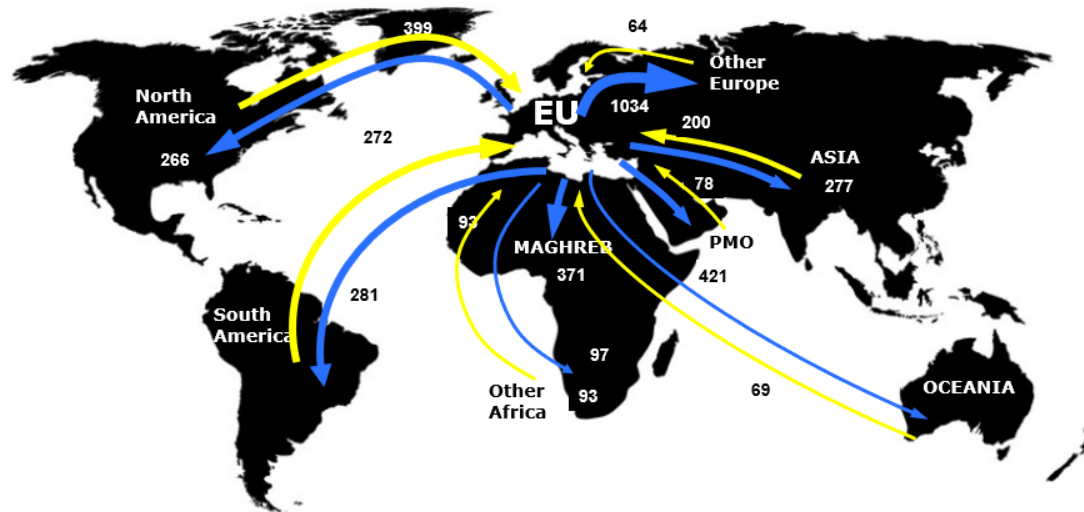 399
64
Other
Europe
North
America
EU
1034
200
272
266
ASIA
277
78
93
MAGHREB
371
PMO
421
281
South
America
97
Other
Africa
93
69
OCEANIA